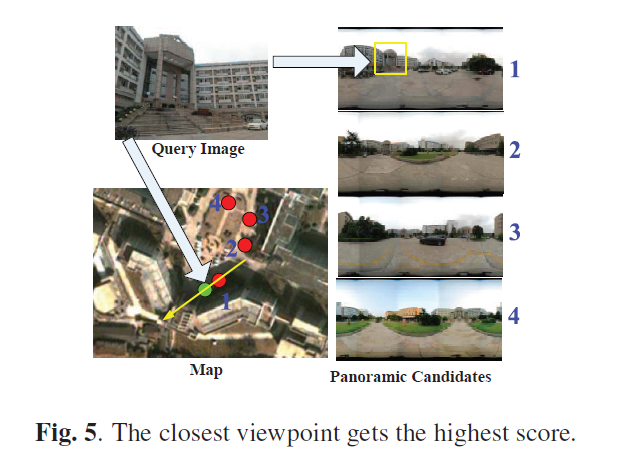 Query Image
1
2
3
4
4
3
2
1
Map
Panoramic Candidates
Fig. 5. The closest viewpoint gets the highest score.